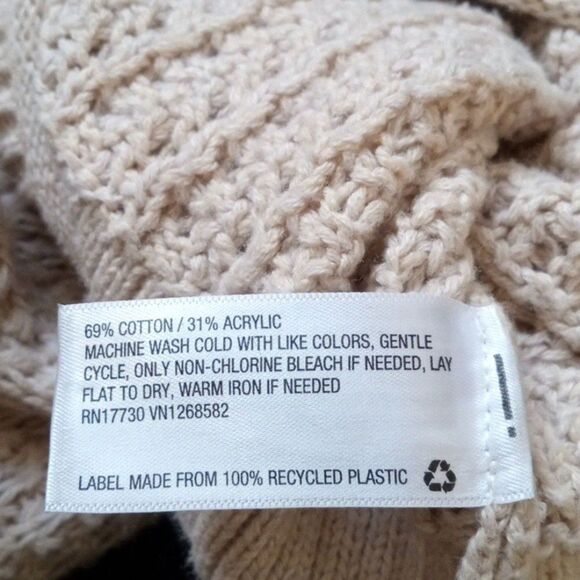 69% COTTON / 31% ACRYLIC
MACHINE WASH COLD WITH LIKE COLORS, GENTLE
CYCLE, ONLY NON-CHLORINE BLEACH IF NEEDED, LAY
FLAT TO DRY, WARM IRON IF NEEDED
RN17730 VN1268582
LABEL MADE FROM 100% RECYCLED PLASTIC